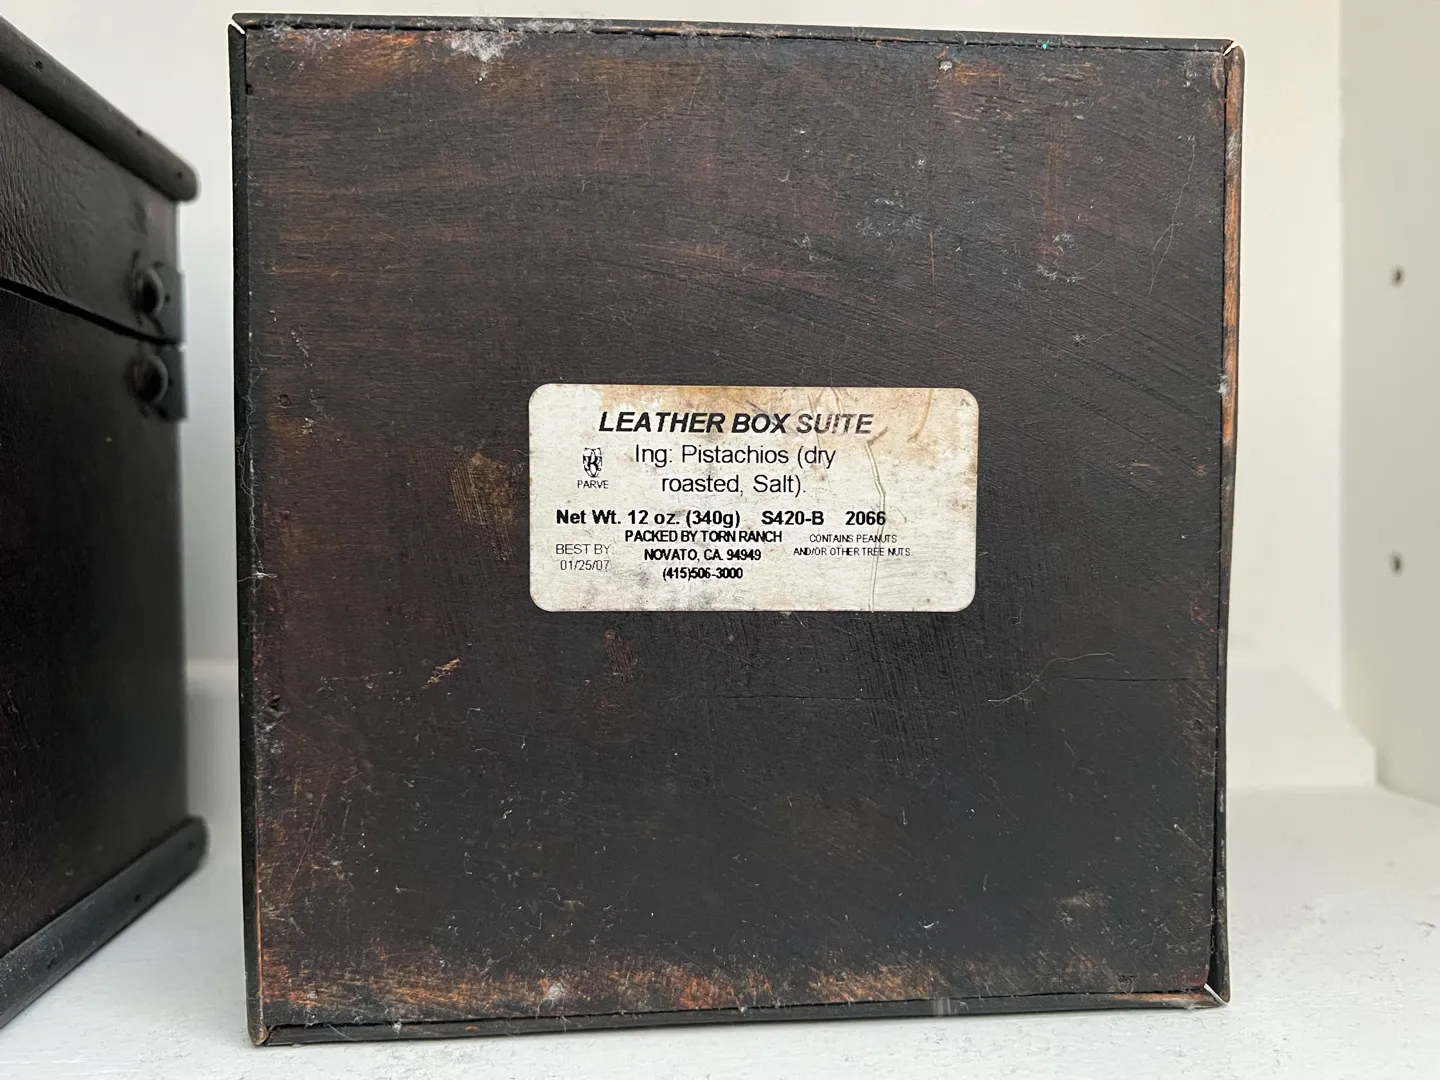 LEATHER BOX SUITE
Ing: Pistachios (dry
roasted, Salt).
K
PARVE
Net Wt. 12 oz. (340g) S420-B 2066
PACKED BY TORN RANCH
NOVATO, CA. 94949
(415)506-3000
BEST BY:
01/25/07
CONTAINS PEANUTS
AND/OR OTHER TREE NUTS